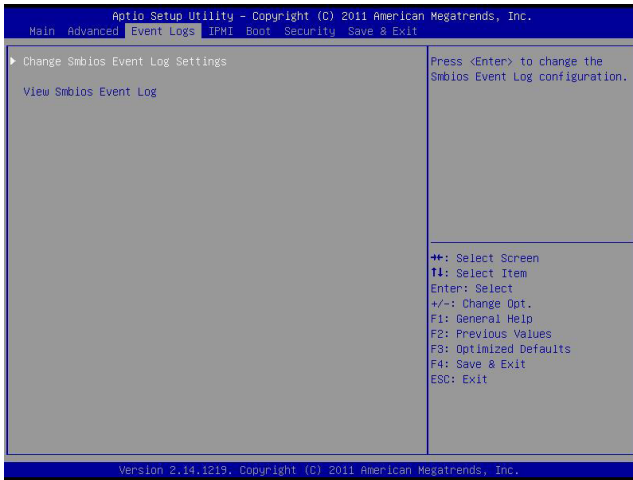 Aptio Setup Utility – Copyright (C) 2011 American Megatrends, Inc.
Main Advanced Event Logs IPMI Boot Security Save & Exit
▶ Change Smbios Event Log Settings
View Smbios Event Log
Press <Enter> to change the
Smbios Event Log configuration.
→←: Select Screen
↑↓: Select Item
Enter: Select
+/-: Change Opt.
F1: General Help
F2: Previous Values
F3: Optimized Defaults
F4: Save & Exit
ESC: Exit
Version 2.14.1219. Copyright (C) 2011 American Megatrends, Inc.